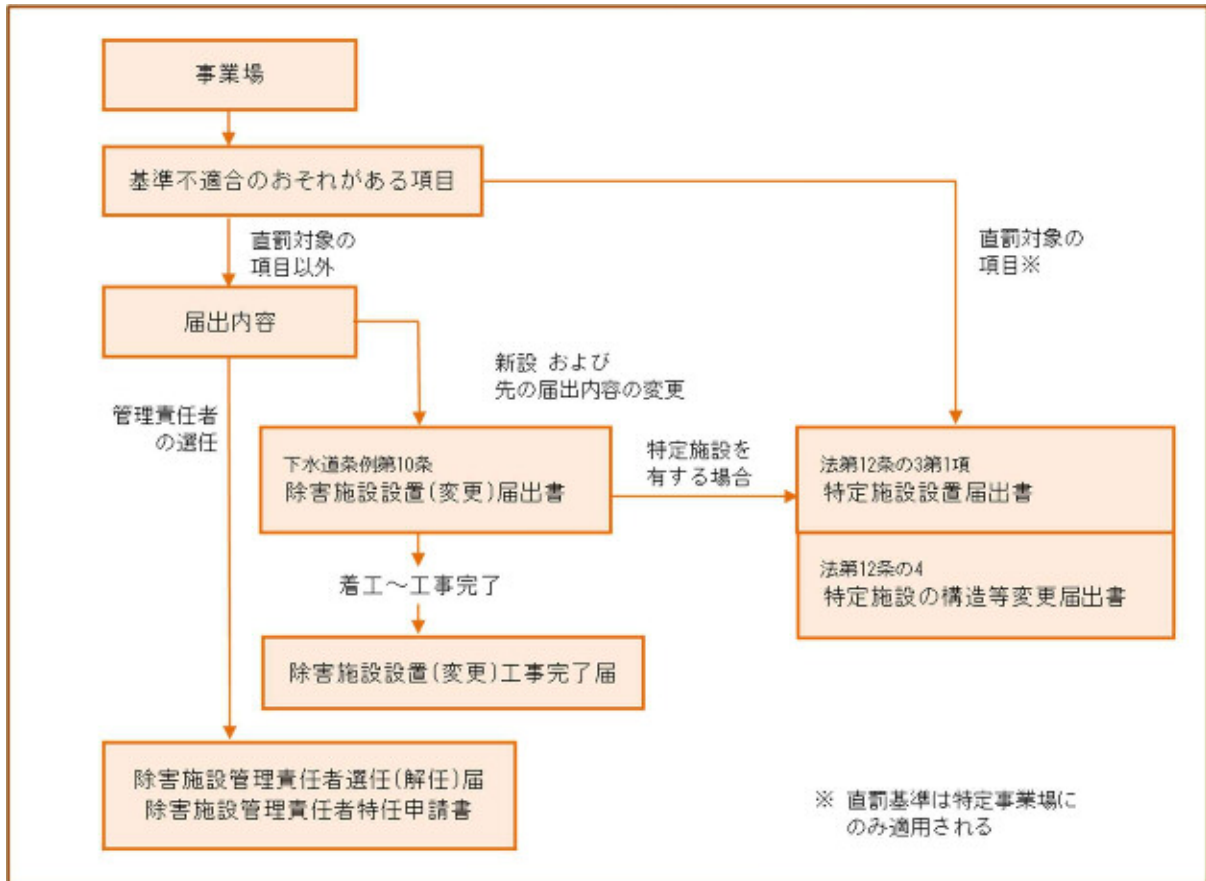 事業場
基準不適合のおそれがある項目
直罰対象の
項目以外
直罰対象の
項目※
届出内容
新設 および
先の届出内容の変更
管理責任者
の選任
下水道条例第10条
除害施設設置(変更)届出書
特定施設を
有する場合
法第12条の3第1項
特定施設設置届出書
法第12条の4
特定施設の構造等変更届出書
着工～工事完了
除害施設設置(変更)工事完了届
除害施設管理責任者選任(解任)届
除害施設管理責任者特任申請書
※ 直罰基準は特定事業場に
のみ適用される